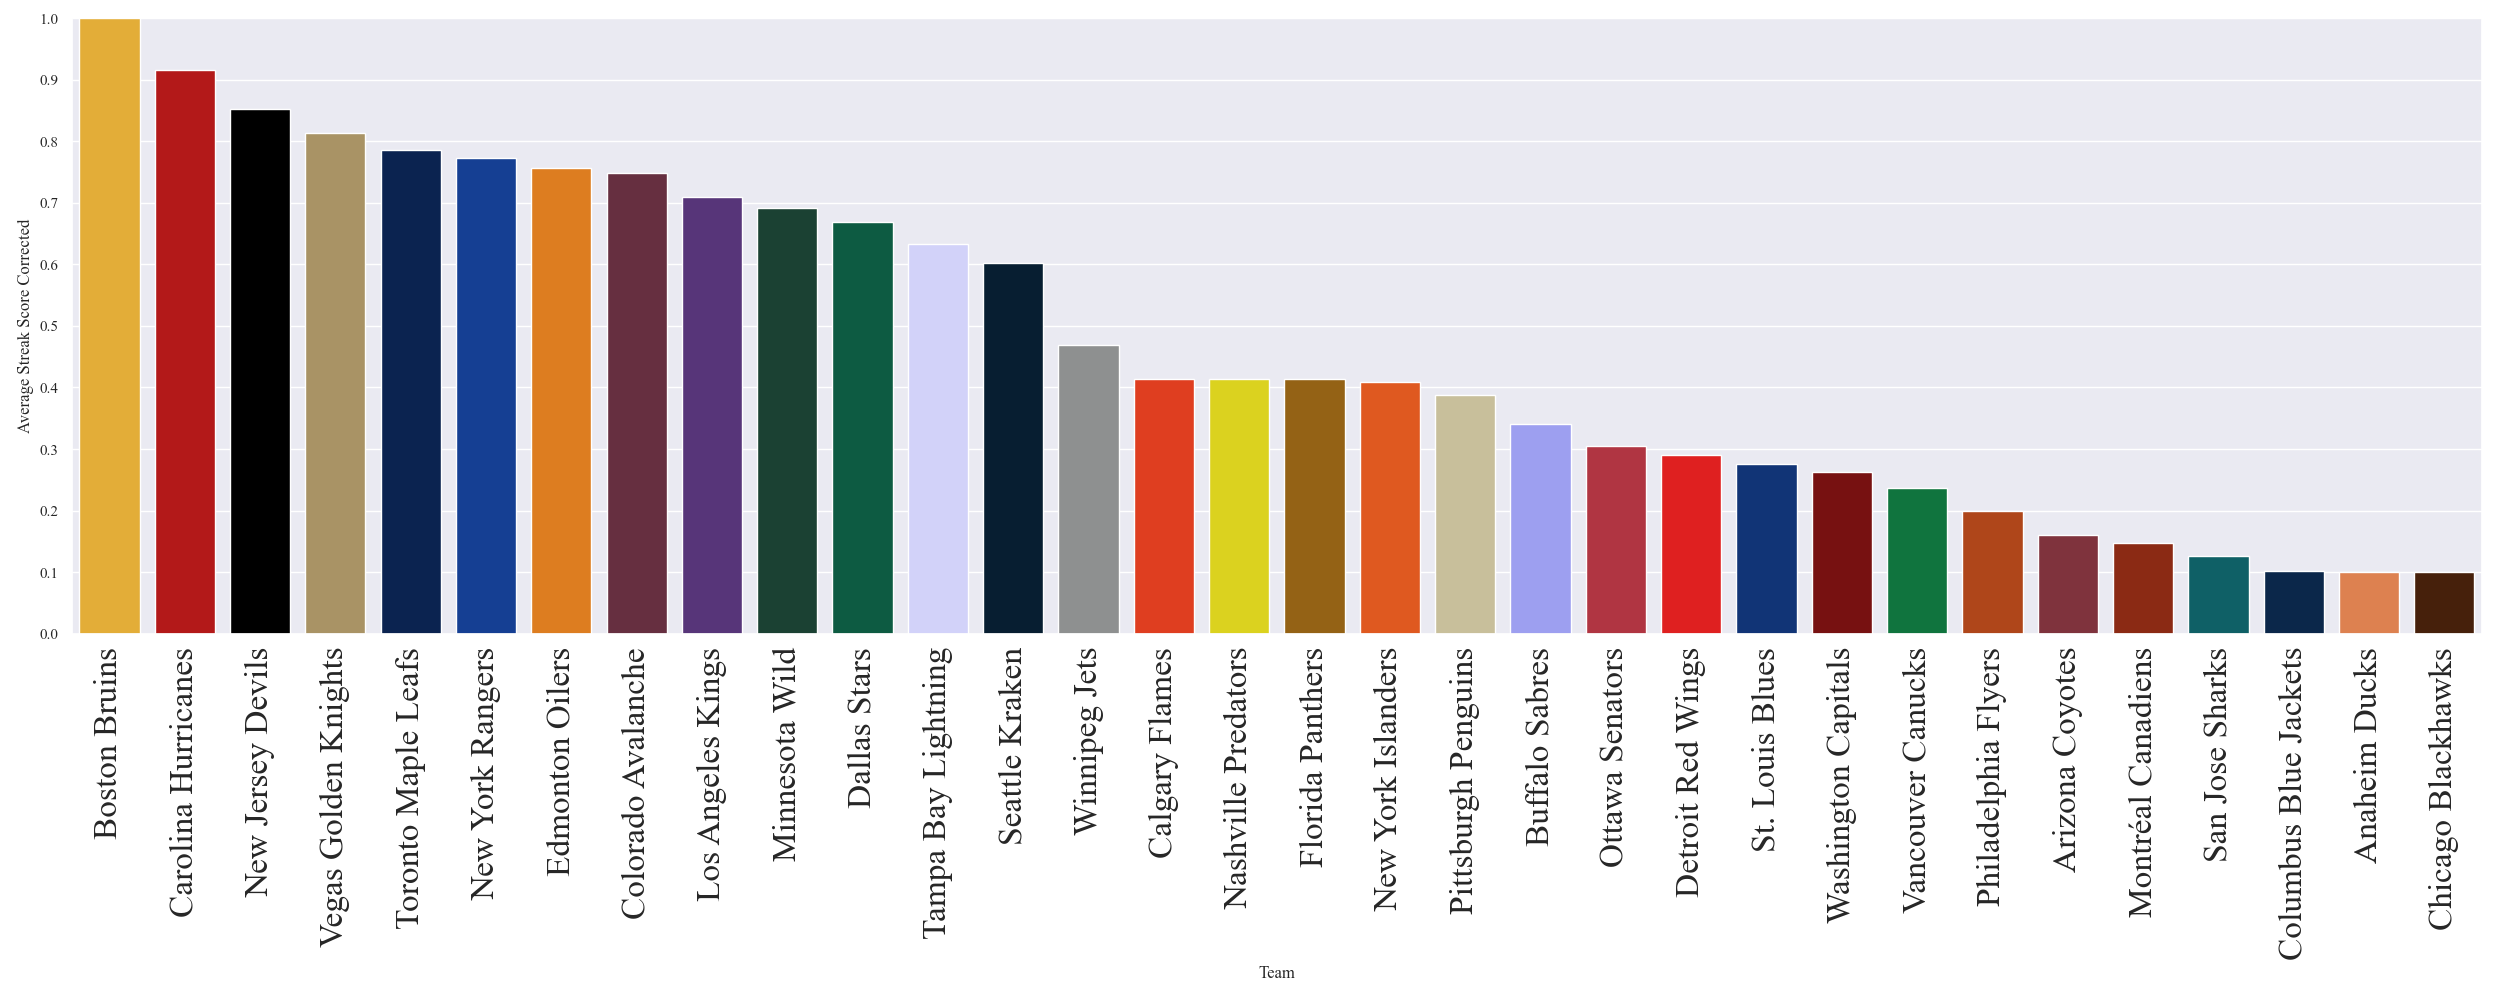 1.0
0.9
0.8
0.7
0.6
0.5
0.4
0.3
0.2
0.1
0.0
Average Streak Score Corrected
Boston Bruins
Carolina Hurricanes
New Jersey Devils
Vegas Golden Knights
Toronto Maple Leafs
New York Rangers
Edmonton Oilers
Colorado Avalanche
Los Angeles Kings
Minnesota Wild
Dallas Stars
Tampa Bay Lightning
Seattle Kraken
Winnipeg Jets
Calgary Flames
Nashville Predators
Florida Panthers
New York Islanders
Pittsburgh Penguins
Buffalo Sabres
Ottawa Senators
Detroit Red Wings
St. Louis Blues
Washington Capitals
Vancouver Canucks
Philadelphia Flyers
Arizona Coyotes
Montréal Canadiens
San Jose Sharks
Columbus Blue Jackets
Anaheim Ducks
Chicago Blackhawks
Team